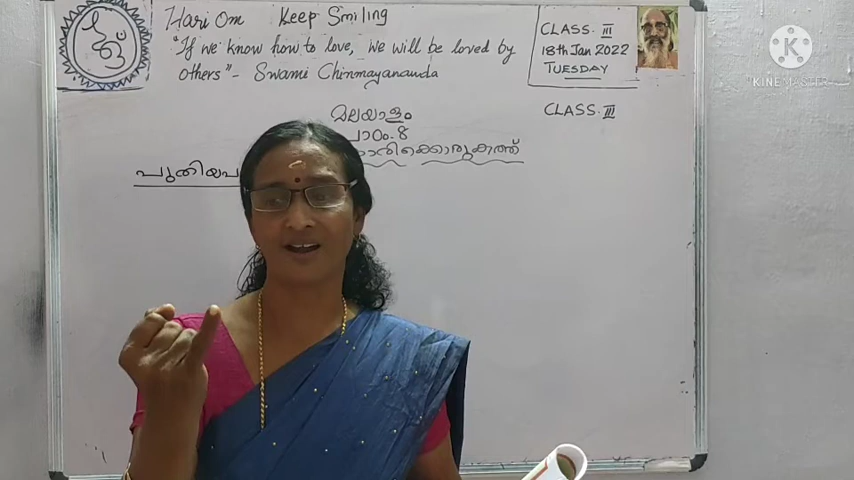 Hari Om Keep Smiling
"If we know how to love, we will be loved by
others" - Swami Chinmayananda
CLASS. III
18th Jan 2022
TUESDAY
മലയാളം
പാഠം.8
CLASS. III
പുതിയപ
KINEMASTER